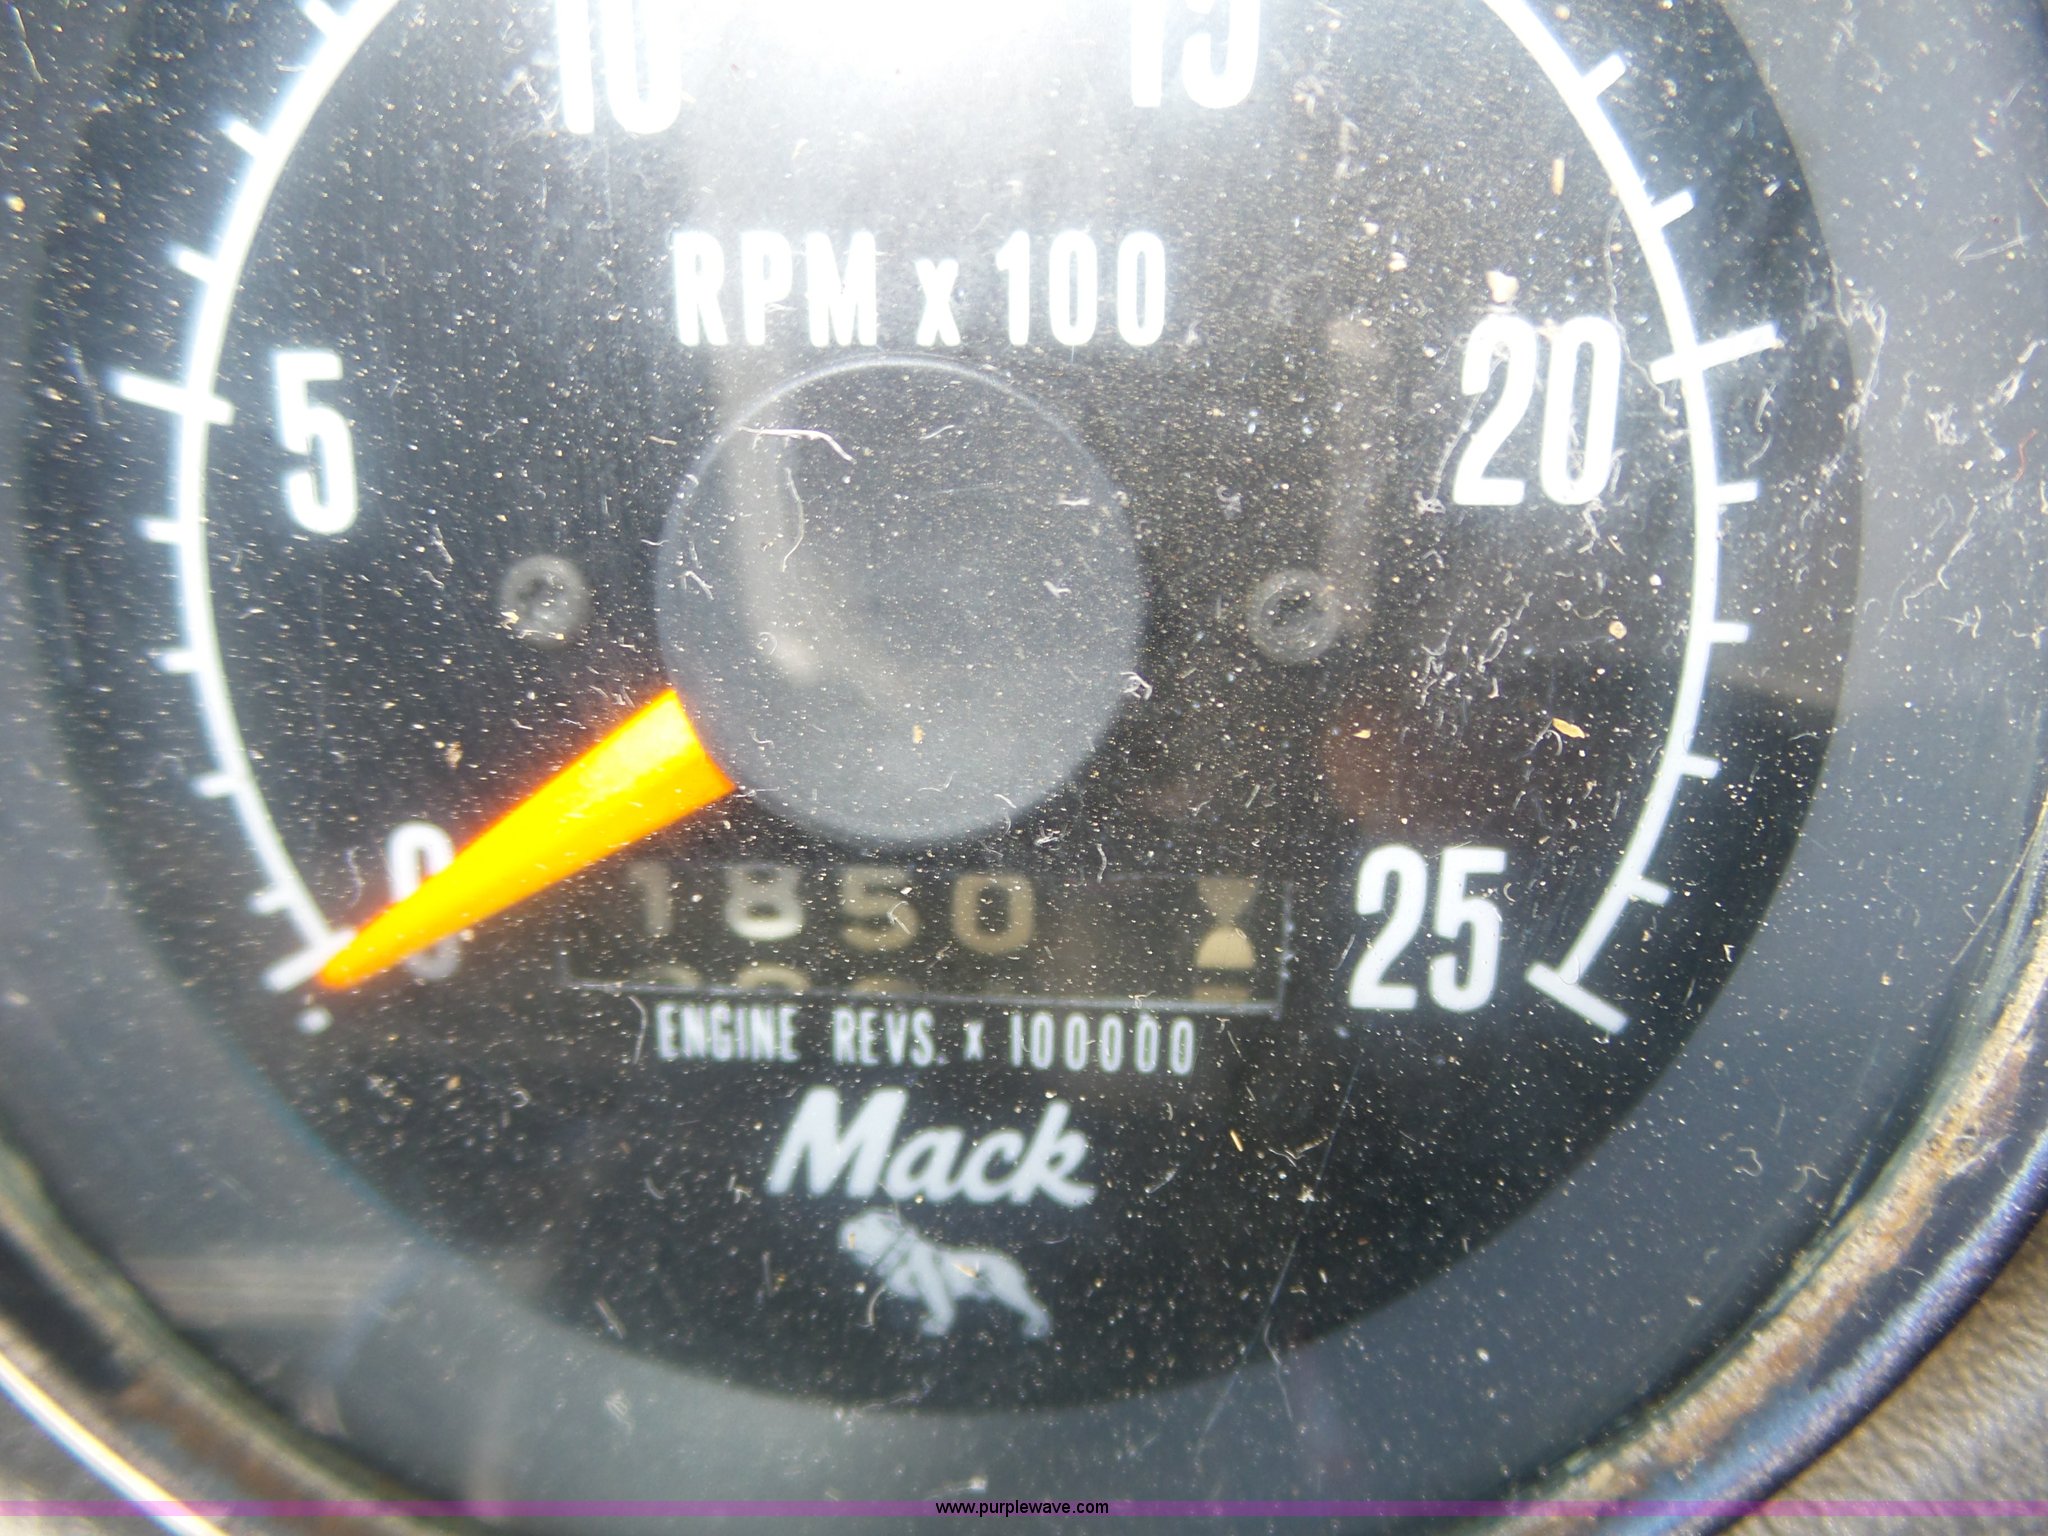 10 15
RPM x 100
5 20
0 1850 25
ENGINE REVS. x 100000
Mack
www.purplewave.com